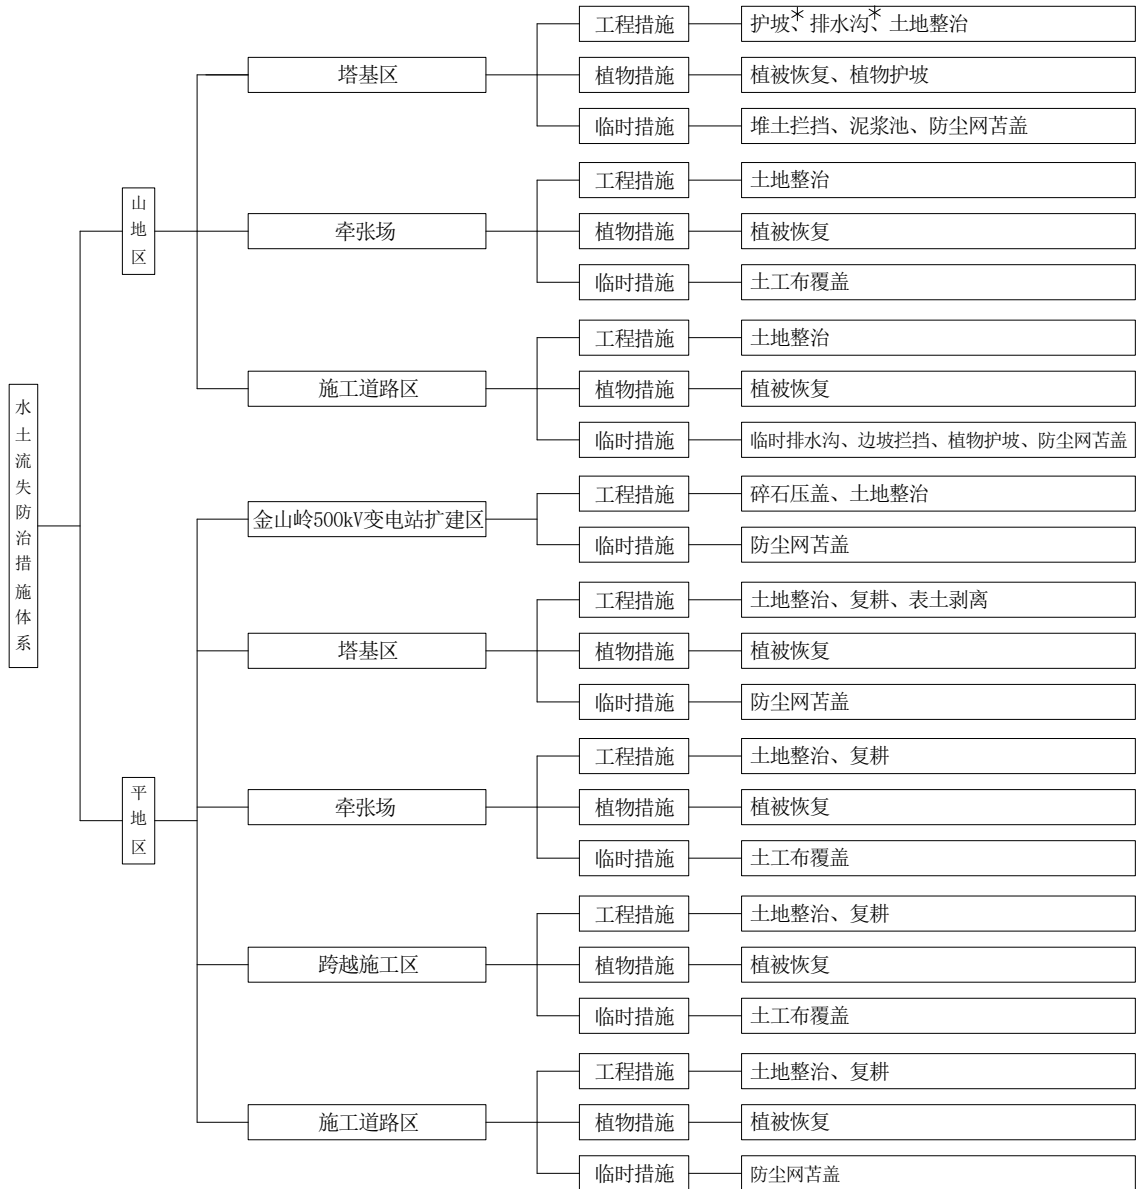 水土流失防治措施体系
山地区
塔基区
工程措施
护坡*、排水沟*、土地整治
植物措施
植被恢复、植物护坡
临时措施
堆土拦挡、泥浆池、防尘网苫盖
牵张场
工程措施
土地整治
植物措施
植被恢复
临时措施
土工布覆盖
施工道路区
工程措施
土地整治
植物措施
植被恢复
临时措施
临时排水沟、边坡拦挡、植物护坡、防尘网苫盖
平地区
金山岭500kV变电站扩建区
工程措施
碎石压盖、土地整治
临时措施
防尘网苫盖
塔基区
工程措施
土地整治、复耕、表土剥离
植物措施
植被恢复
临时措施
防尘网苫盖
牵张场
工程措施
土地整治、复耕
植物措施
植被恢复
临时措施
土工布覆盖
跨越施工区
工程措施
土地整治、复耕
植物措施
植被恢复
临时措施
土工布覆盖
施工道路区
工程措施
土地整治、复耕
植物措施
植被恢复
临时措施
防尘网苫盖